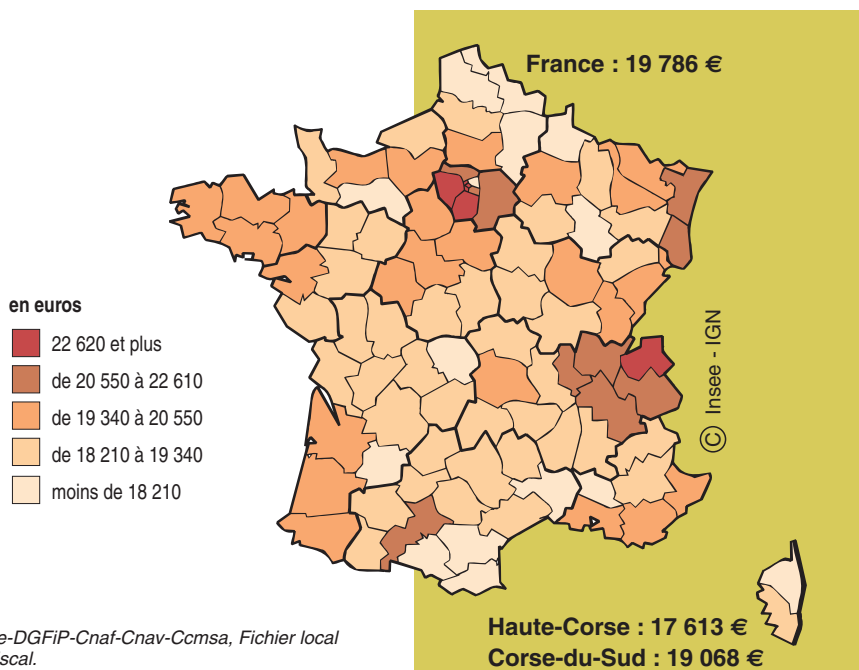 France : 19 786 €
en euros
22 620 et plus
de 20 550 à 22 610
de 19 340 à 20 550
de 18 210 à 19 340
moins de 18 210
© Insee - IGN
Haute-Corse : 17 613 €
Corse-du-Sud : 19 068 €
e-DGFiP-Cnaf-Cnav-Ccmsa, Fichier local
iscal.